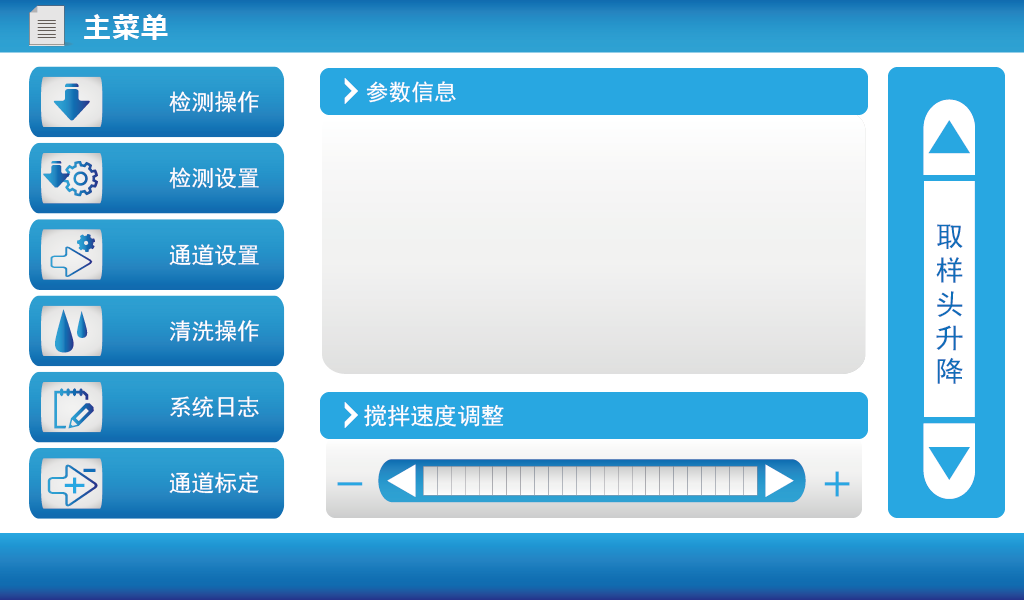 主菜单
检测操作
检测设置
通道设置
清洗操作
系统日志
通道标定
参数信息
搅拌速度调整
取样头升降